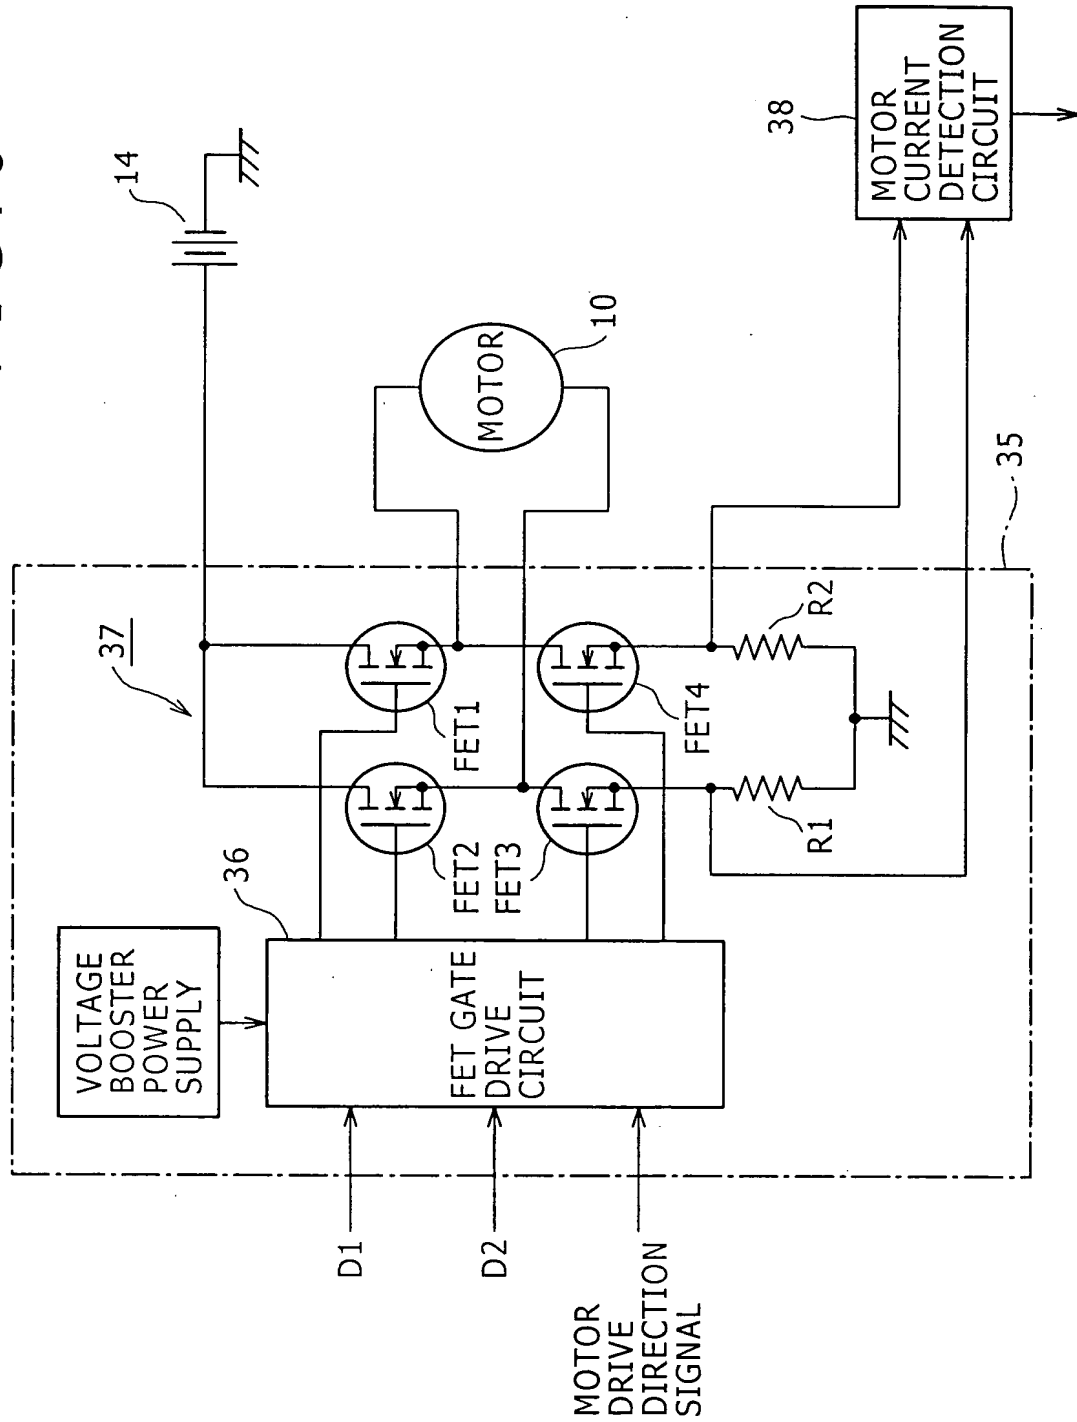 14
37
10
MOTOR
38
MOTOR
CURRENT
DETECTION
CIRCUIT
35
VOLTAGE
BOOSTER
POWER
SUPPLY
36
FET GATE
DRIVE
CIRCUIT
FET1
FET2
FET3
FET4
R1
R2
D1
D2
MOTOR
DRIVE
DIRECTION
SIGNAL